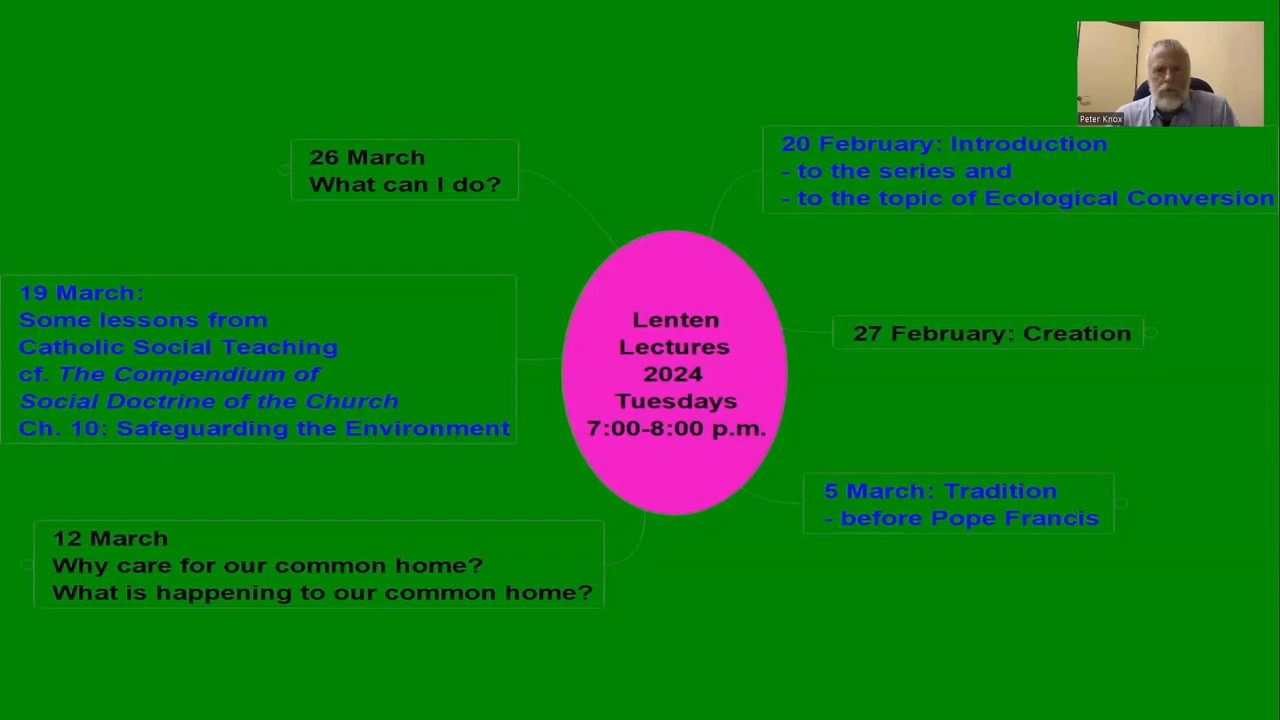 Peter Knox
20 February: Introduction
- to the series and
- to the topic of Ecological Conversion
27 February: Creation
5 March: Tradition
- before Pope Francis
12 March
Why care for our common home?
What is happening to our common home?
19 March:
Some lessons from
Catholic Social Teaching
cf. The Compendium of
Social Doctrine of the Church
Ch. 10: Safeguarding the Environment
26 March
What can I do?
Lenten
Lectures
2024
Tuesdays
7:00-8:00 p.m.